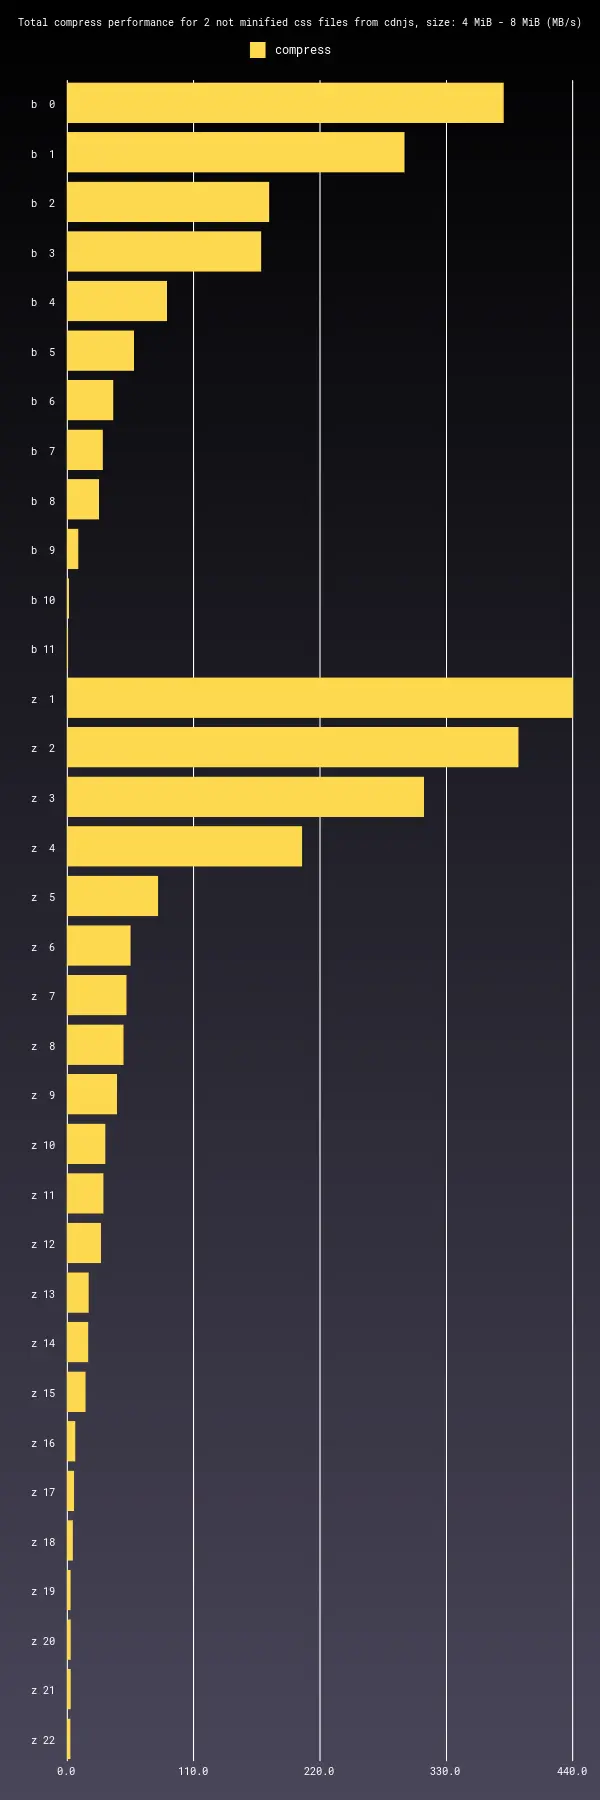 Total compress performance for 2 not minified css files from cdnjs, size: 4 MiB - 8 MiB (MB/s)
compress
b  0
b  1
b  2
b  3
b  4
b  5
b  6
b  7
b  8
b  9
b 10
b 11
z  1
z  2
z  3
z  4
z  5
z  6
z  7
z  8
z  9
z 10
z 11
z 12
z 13
z 14
z 15
z 16
z 17
z 18
z 19
z 20
z 21
z 22
0.0 110.0 220.0 330.0 440.0